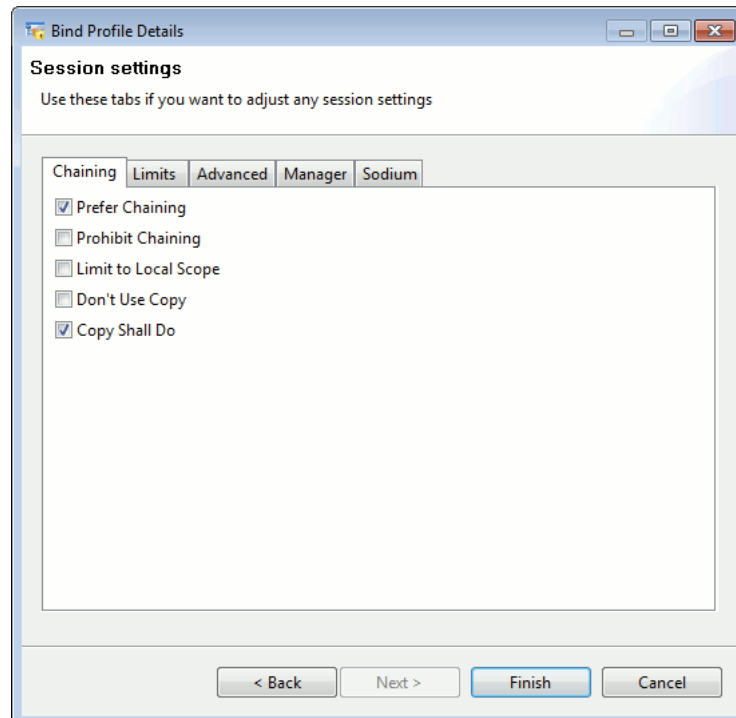 Bind Profile Details
Session settings
Use these tabs if you want to adjust any session settings
Chaining Limits Advanced Manager Sodium
Prefer Chaining
Prohibit Chaining
Limit to Local Scope
Don't Use Copy
Copy Shall Do
< Back Next > Finish Cancel